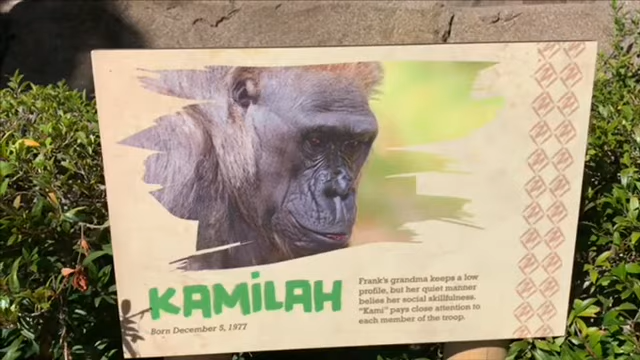 KAMILAH
Born December 5, 1977
Frank's grandma keeps a low
profile, but her quiet manner
belies her social skillfulness.
"Kami" pays close attention to
each member of the troop.